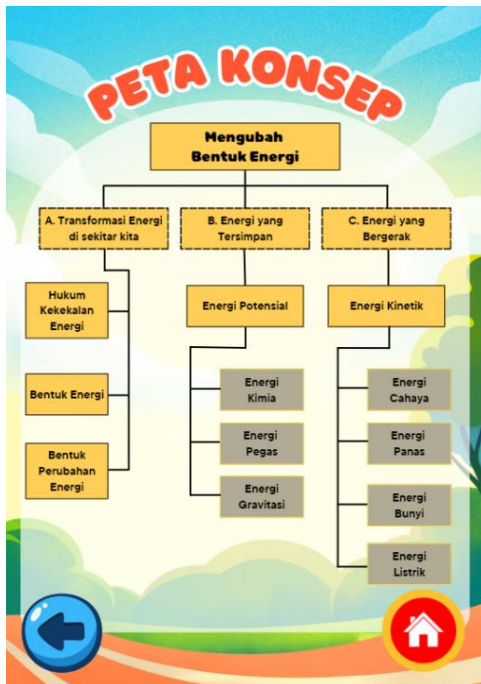 PETA KONSEP
Mengubah
Bentuk Energi
A. Transformasi Energi
di sekitar kita
B. Energi yang
Tersimpan
C. Energi yang
Bergerak
Hukum
Kekekalan
Energi
Bentuk Energi
Bentuk
Perubahan
Energi
Energi Potensial
Energi
Kimia
Energi
Pegas
Energi
Gravitasi
Energi Kinetik
Energi
Cahaya
Energi
Panas
Energi
Bunyi
Energi
Listrik